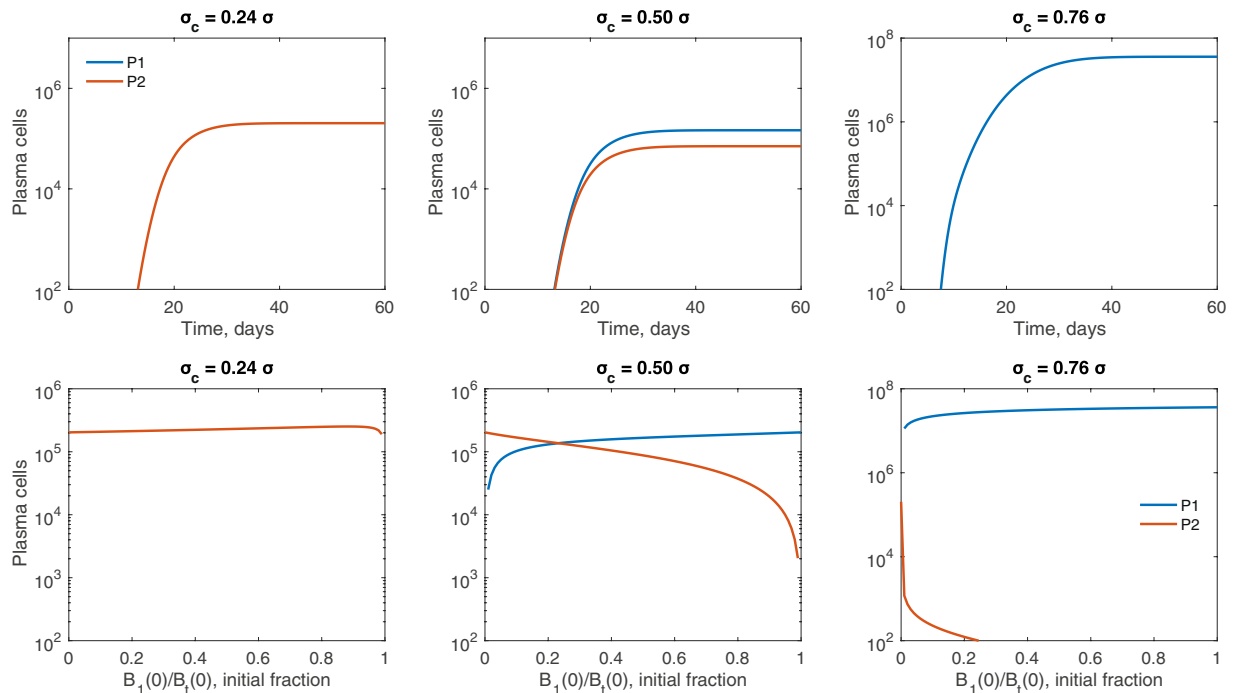 σc = 0.24 σ
σc = 0.50 σ
σc = 0.76 σ
P1
P2
Plasma cells
10^6
10^4
10^2
0 20 40 60
Time, days
Plasma cells
10^6
10^4
10^2
0 20 40 60
Time, days
Plasma cells
10^8
10^6
10^4
10^2
0 20 40 60
Time, days
σc = 0.24 σ
σc = 0.50 σ
σc = 0.76 σ
Plasma cells
10^6
10^5
10^4
10^3
10^2
0 0.2 0.4 0.6 0.8 1
B1(0)/Bt(0), initial fraction
10^6
10^5
10^4
10^3
10^2
0 0.2 0.4 0.6 0.8 1
B1(0)/Bt(0), initial fraction
10^8
10^6
10^4
10^2
P1
P2
0 0.2 0.4 0.6 0.8 1
B1(0)/Bt(0), initial fraction